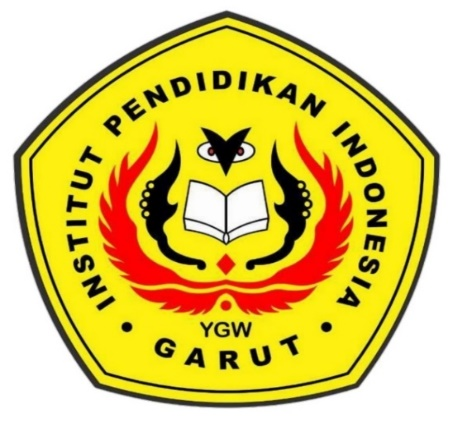 INSTITUT PENDIDIKAN INDONESIA
YGW
GARUT